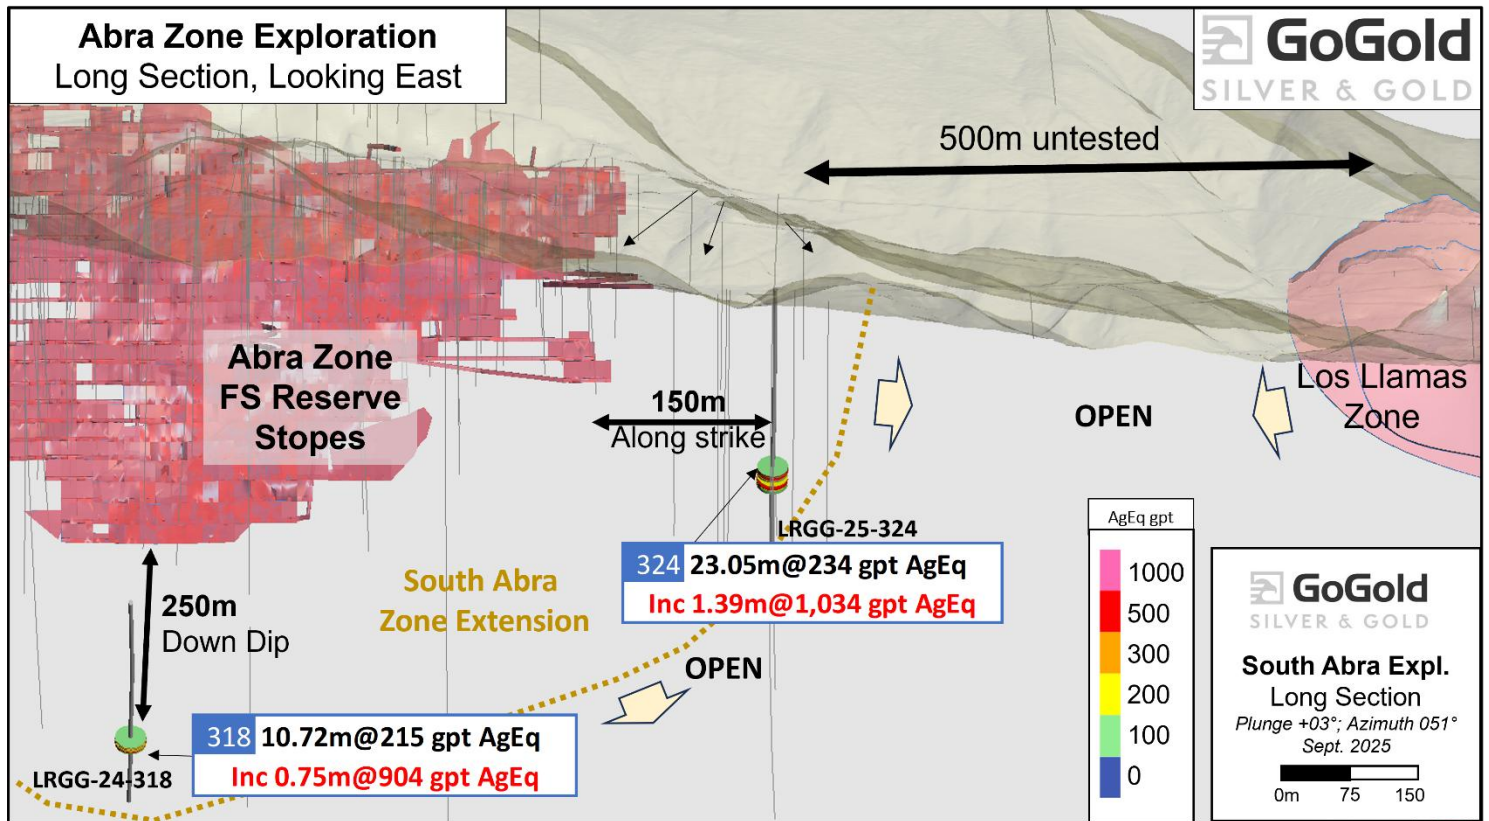 Abra Zone Exploration
Long Section, Looking East
GoGold
SILVER & GOLD
500m untested
Abra Zone
FS Reserve
Stopes
150m
Along strike
OPEN
Los Llamas
Zone
LRGG-25-324
324 23.05m@234 gpt AgEq
Inc 1.39m@1,034 gpt AgEq
South Abra
Zone Extension
250m
Down Dip
OPEN
318 10.72m@215 gpt AgEq
Inc 0.75m@904 gpt AgEq
LRGG-24-318
AgEq gpt
1000
500
300
200
100
0
GoGold
SILVER & GOLD
South Abra Expl.
Long Section
Plunge +03°; Azimuth 051°
Sept. 2025
0m 75 150